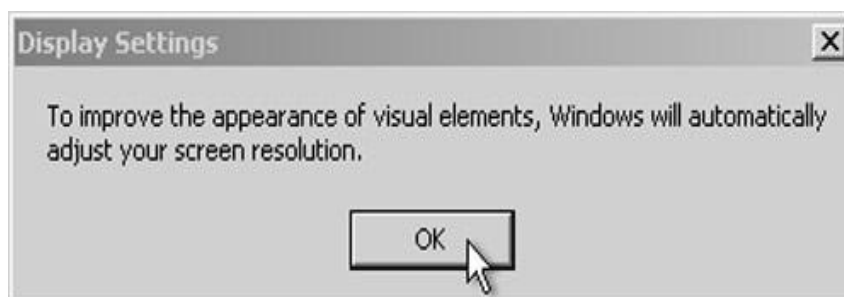 Display Settings
To improve the appearance of visual elements, Windows will automatically
adjust your screen resolution.
OK